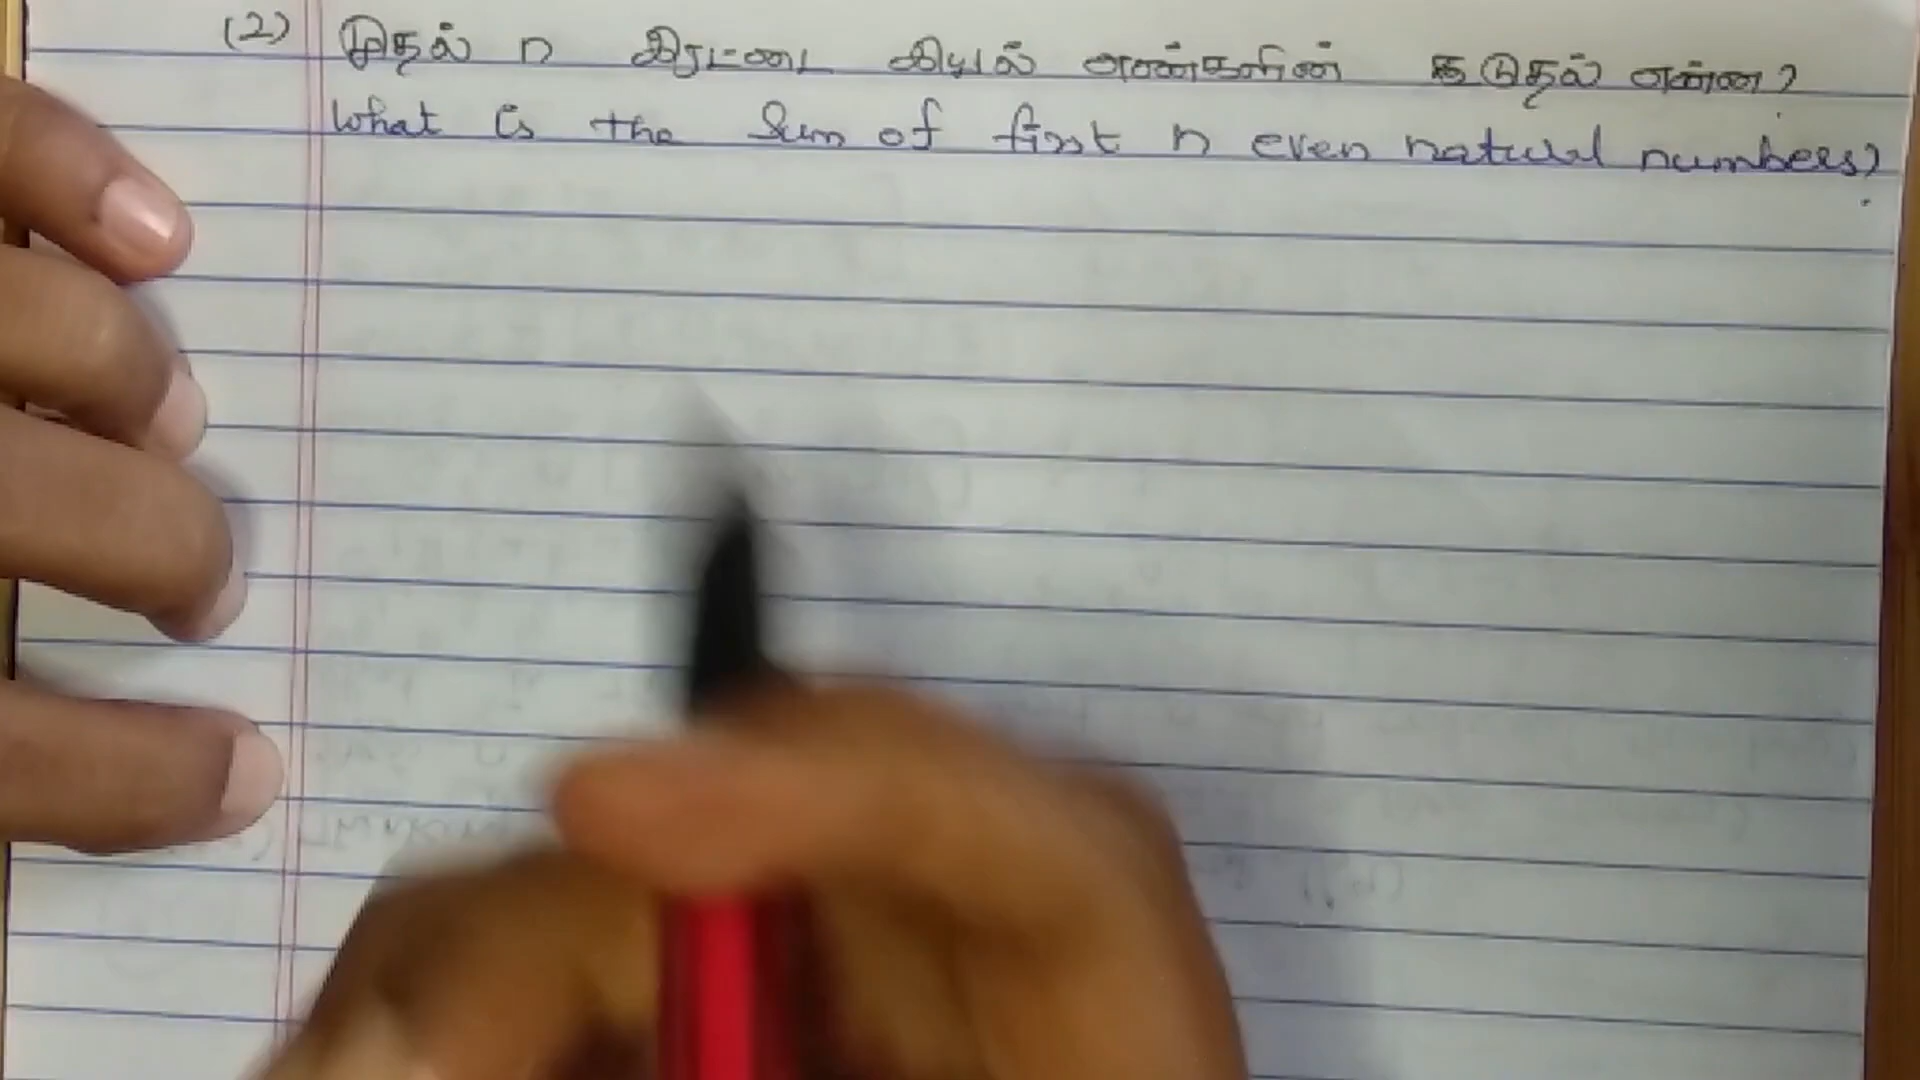 (2) முதல் n இரட்டை இயல் எண்களின் கூடுதல் என்ன?
What is the Sum of first n even natural numbers?